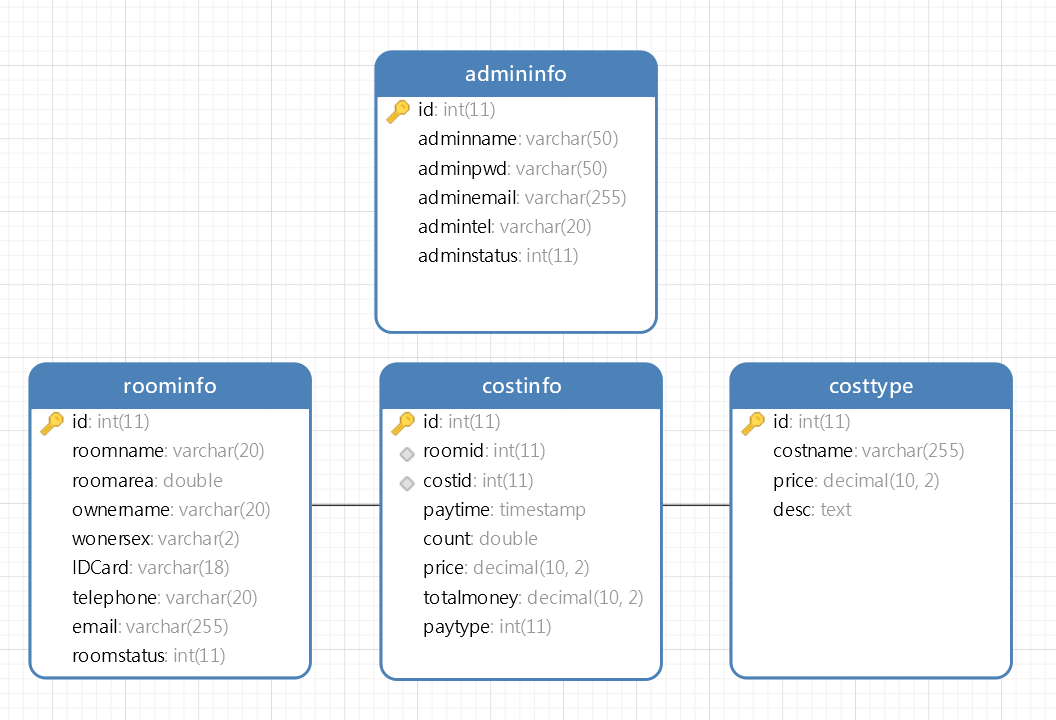 admininfo
id: int(11)
adminname: varchar(50)
adminpwd: varchar(50)
adminemail: varchar(255)
admintel: varchar(20)
adminstatus: int(11)
roominfo
id: int(11)
roomname: varchar(20)
roomarea: double
ownername: varchar(20)
wonersex: varchar(2)
IDCard: varchar(18)
telephone: varchar(20)
email: varchar(255)
roomstatus: int(11)
costinfo
id: int(11)
roomid: int(11)
costid: int(11)
paytime: timestamp
count: double
price: decimal(10, 2)
totalmoney: decimal(10, 2)
paytype: int(11)
costtype
id: int(11)
costname: varchar(255)
price: decimal(10, 2)
desc: text